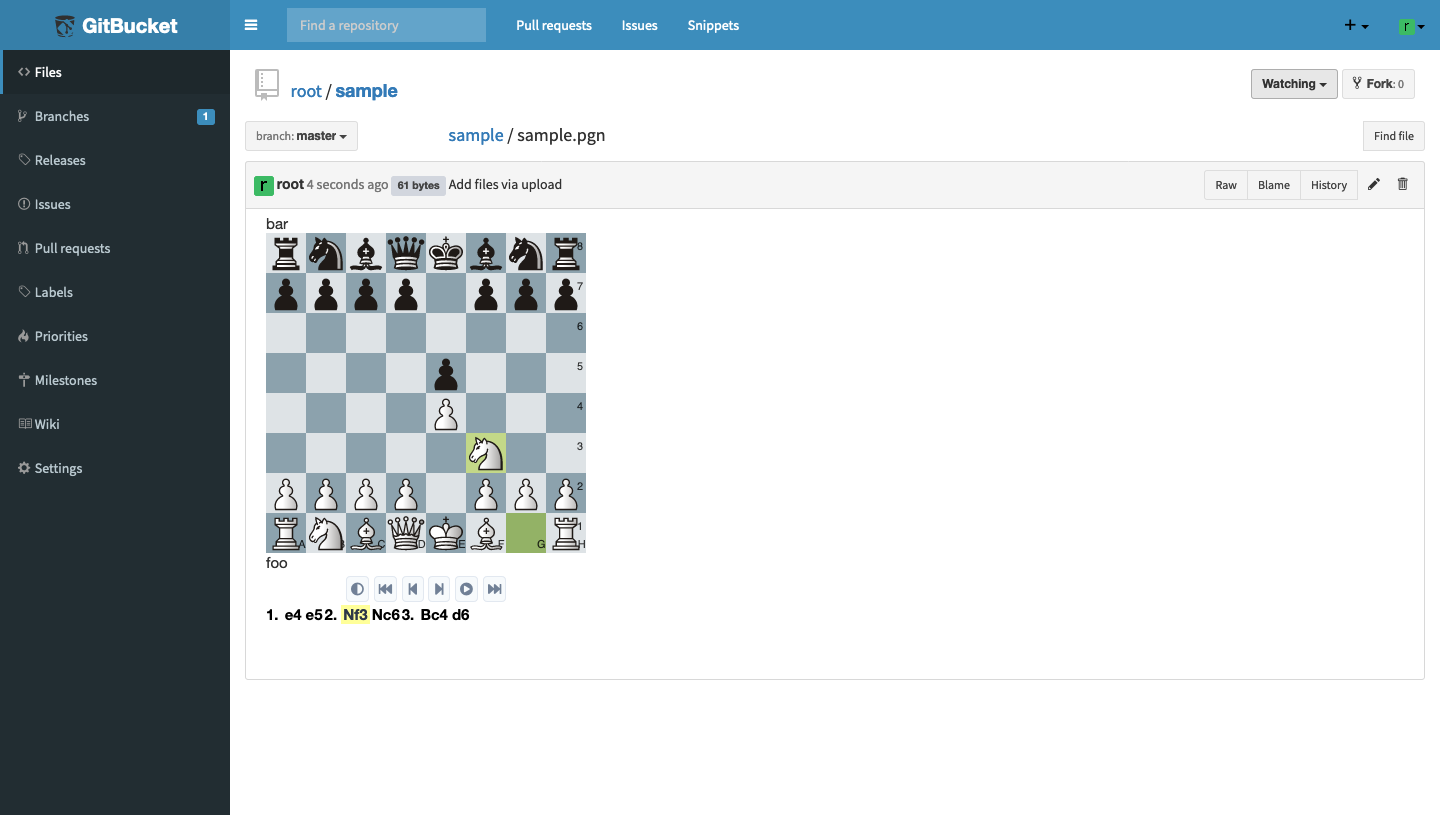 GitBucket
Find a repository
Pull requests Issues Snippets
r
Files
Branches 1
Releases
Issues
Pull requests
Labels
Priorities
Milestones
Wiki
Settings
root / sample
Watching
Fork: 0
branch: master
sample / sample.pgn
Find file
r root 4 seconds ago 61 bytes Add files via upload
Raw Blame History
bar
8
7
6
5
4
3
2
1
A B C D E F G H
foo
1. e4 e5 2. Nf3 Nc6 3. Bc4 d6